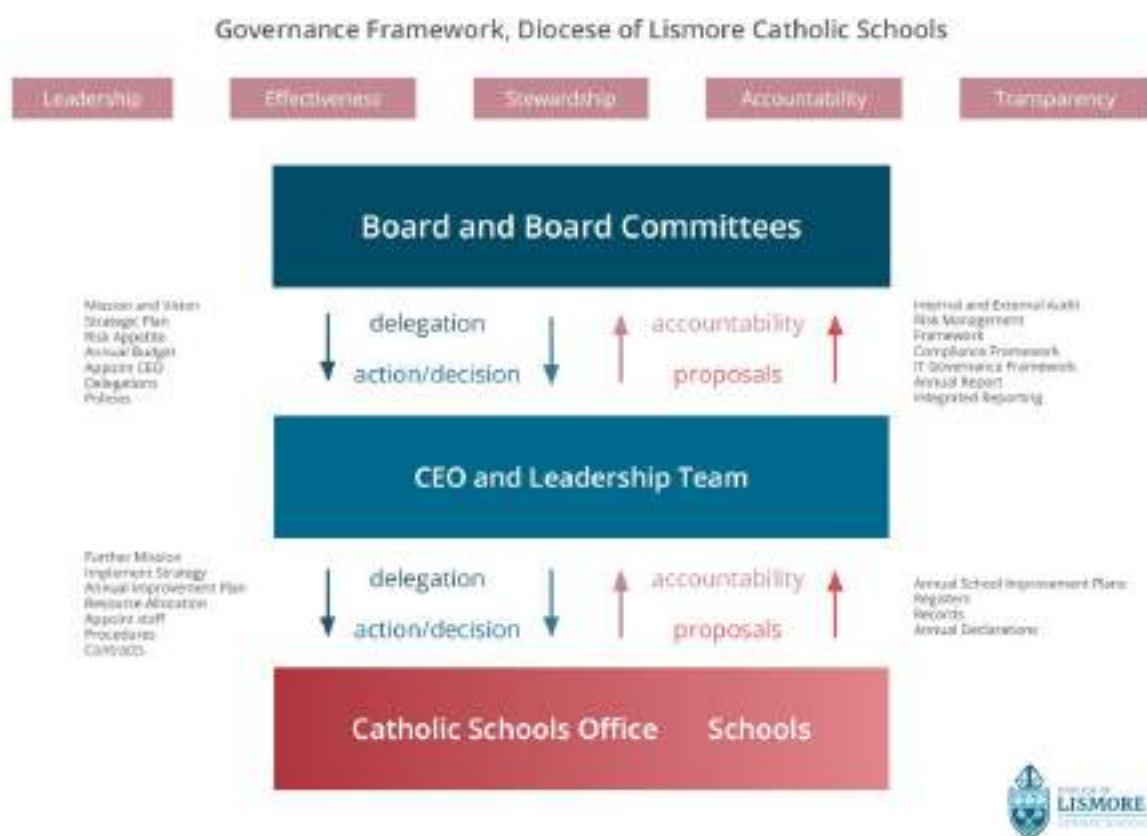 Governance Framework, Diocese of Lismore Catholic Schools
Leadership
Effectiveness
Stewardship
Accountability
Transparency
Board and Board Committees
Mission and Vision
Strategic Plan
Risk Appetite
Annual Budget
Appoint CEO
Delegations
Policies
delegation
action/decision
accountability
proposals
Internal and External Audit
Risk Management
Framework
Compliance Framework
IT Governance Framework
Annual Report
Integrated Reporting
CEO and Leadership Team
Further Mission
Implement Strategy
Annual Improvement Plan
Resource Allocation
Appoint staff
Procedures
Contracts
delegation
action/decision
accountability
proposals
Annual School Improvement Plans
Registers
Records
Annual Declarations
Catholic Schools Office Schools
DIOCESE OF
LISMORE